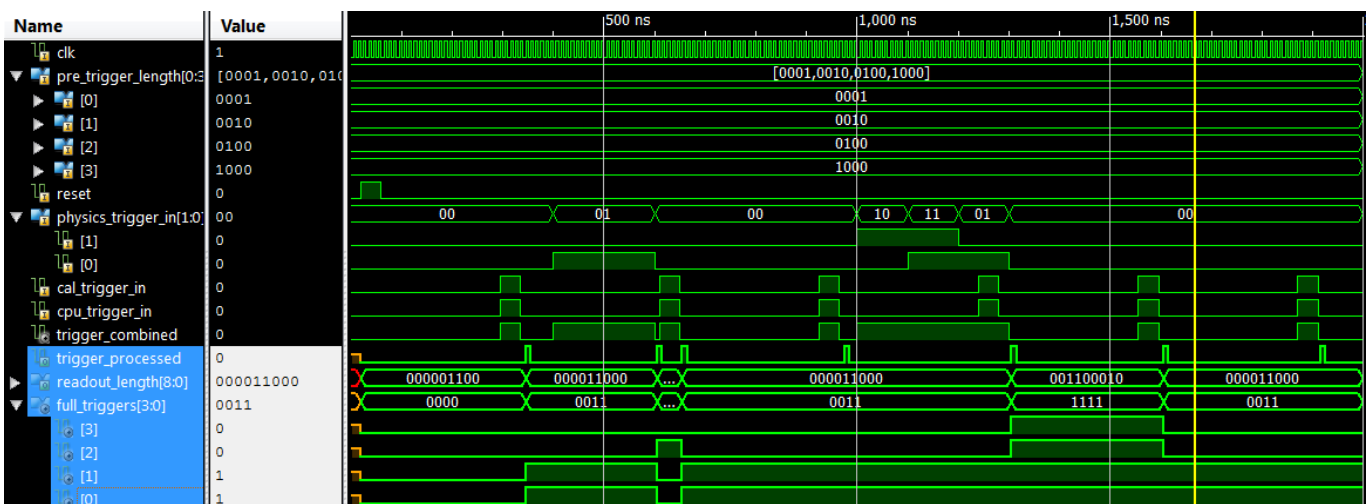 Name Value 500 ns 1,000 ns 1,500 ns
clk 1
pre_trigger_length[0:3 [0001,0010,010 [0001,0010,0100,1000]
[0] 0001 0001
[1] 0010 0010
[2] 0100 0100
[3] 1000 1000
reset 0
physics_trigger_in[1:0] 00 00 01 00 10 11 01 00
[1] 0
[0] 0
cal_trigger_in 0
cpu_trigger_in 0
trigger_combined 0
trigger_processed 0
readout_length[8:0] 000011000 000001100 000011000 ... 000011000 001100010 000011000
full_triggers[3:0] 0011 0000 0011 ... 0011 1111 0011
[3] 0
[2] 0
[1] 1
[0] 1